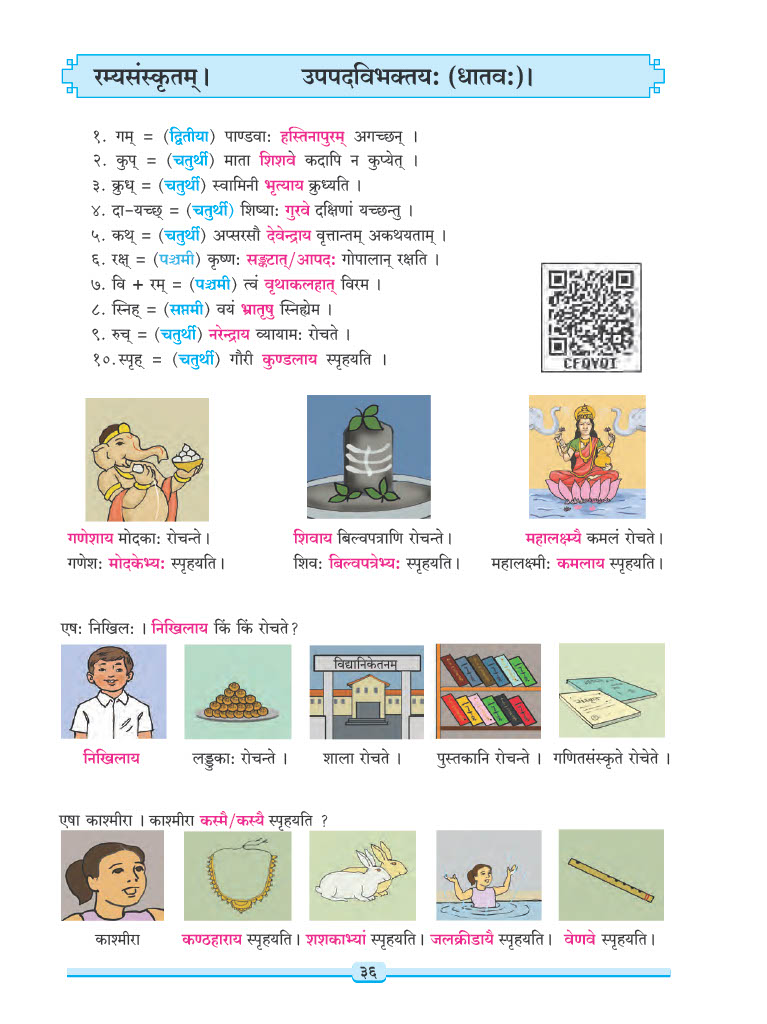 रम्यसंस्कृतम्। उपपदविभक्तय: (धातव:)।
१. गम् = (द्वितीया) पाण्डवा: हस्तिनापुरम् अगच्छन् ।
२. कुप् = (चतुर्थी) माता शिशवे कदापि न कुप्येत् ।
३. क्रुध् = (चतुर्थी) स्वामिनी भृत्याय क्रुध्यति ।
४. दा-यच्छ् = (चतुर्थी) शिष्या: गुरवे दक्षिणां यच्छन्तु ।
५. कथ् = (चतुर्थी) अप्सरसौ देवेन्द्राय वृत्तान्तम् अकथयताम् ।
६. रक्ष् = (पञ्चमी) कृष्ण: सङ्कटात्/आपद: गोपालान् रक्षति ।
७. वि + रम् = (पञ्चमी) त्वं वृथाकलहात् विरम ।
८. स्निह् = (सप्तमी) वयं भ्रातृषु स्निह्येम ।
९. रुच् = (चतुर्थी) नरेन्द्राय व्यायाम: रोचते ।
१०. स्पृह् = (चतुर्थी) गौरी कुण्डलाय स्पृहयति ।
CFQVQI
गणेशाय मोदका: रोचन्ते। शिवाय बिल्वपत्राणि रोचन्ते। महालक्ष्म्यै कमलं रोचते।
गणेश: मोदकेभ्य: स्पृहयति। शिव: बिल्वपत्रेभ्य: स्पृहयति। महालक्ष्मी: कमलाय स्पृहयति।
एष: निखिल: । निखिलाय किं किं रोचते?
विद्यानिकेतनम्
निखिलाय लड्डुका: रोचन्ते । शाला रोचते । पुस्तकानि रोचन्ते । गणितसंस्कृते रोचेते ।
एषा काश्मीरा । काश्मीरा कस्मै/कस्यै स्पृहयति ?
काश्मीरा कण्ठहाराय स्पृहयति। शशकाभ्यां स्पृहयति। जलक्रीडायै स्पृहयति। वेणवे स्पृहयति।
३६